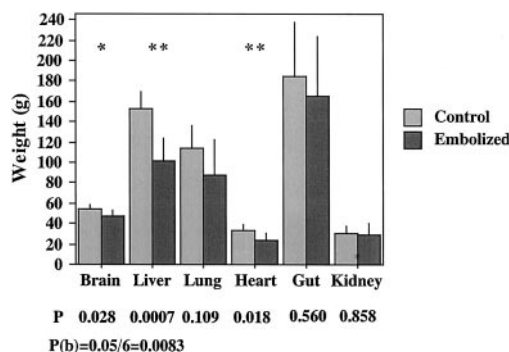 240
220
200
180
160
140
120
100
80
60
40
20
0
Weight (g)
* ** **
Control
Embolized
Brain Liver Lung Heart Gut Kidney
P 0.028 0.0007 0.109 0.018 0.560 0.858
P(b)=0.05/6=0.0083